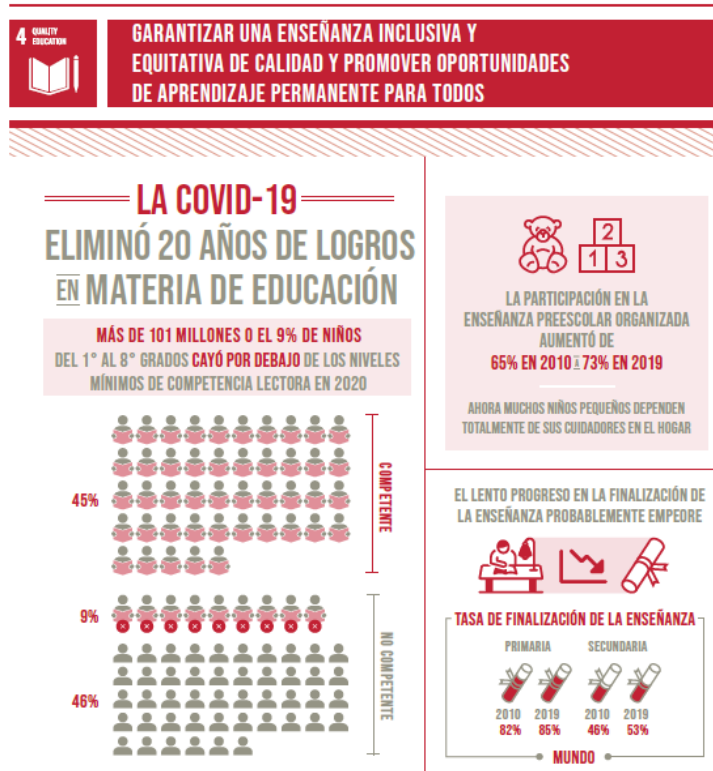 4 QUALITY
EDUCATION
GARANTIZAR UNA ENSEÑANZA INCLUSIVA Y
EQUITATIVA DE CALIDAD Y PROMOVER OPORTUNIDADES
DE APRENDIZAJE PERMANENTE PARA TODOS
LA COVID-19
ELIMINÓ 20 AÑOS DE LOGROS
EN MATERIA DE EDUCACIÓN
MÁS DE 101 MILLONES O EL 9% DE NIÑOS
DEL 1° AL 8° GRADOS CAYÓ POR DEBAJO DE LOS NIVELES
MÍNIMOS DE COMPETENCIA LECTORA EN 2020
45%
COMPETENTE
9%
46%
NO COMPETENTE
2
1 3
LA PARTICIPACIÓN EN LA
ENSEÑANZA PREESCOLAR ORGANIZADA
AUMENTÓ DE
65% EN 2010 A 73% EN 2019
AHORA MUCHOS NIÑOS PEQUEÑOS DEPENDEN
TOTALMENTE DE SUS CUIDADORES EN EL HOGAR
EL LENTO PROGRESO EN LA FINALIZACIÓN DE
LA ENSEÑANZA PROBABLEMENTE EMPEORE
TASA DE FINALIZACIÓN DE LA ENSEÑANZA
PRIMARIA SECUNDARIA
2010 2019 2010 2019
82% 85% 46% 53%
MUNDO